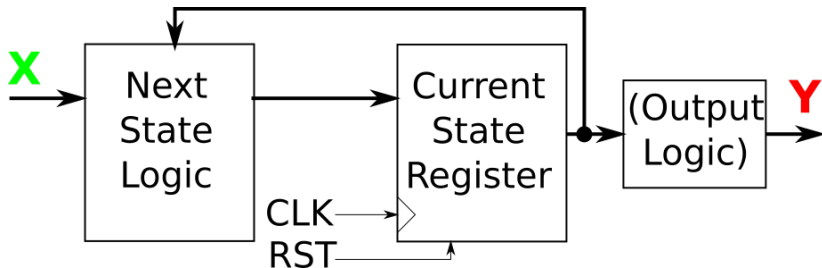 X
Next
State
Logic
Current
State
Register
(Output
Logic)
Y
CLK
RST